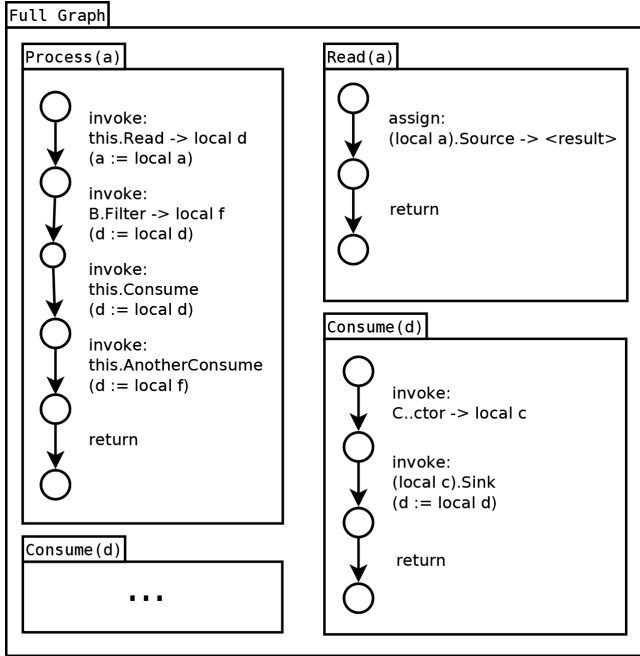 Full Graph
Process(a)
invoke:
this.Read -> local d
(a := local a)
invoke:
B.Filter -> local f
(d := local d)
invoke:
this.Consume
(d := local d)
invoke:
this.AnotherConsume
(d := local f)
return
Consume(d)
...
Read(a)
assign:
(local a).Source -> <result>
return
Consume(d)
invoke:
C..ctor -> local c
invoke:
(local c).Sink
(d := local d)
return